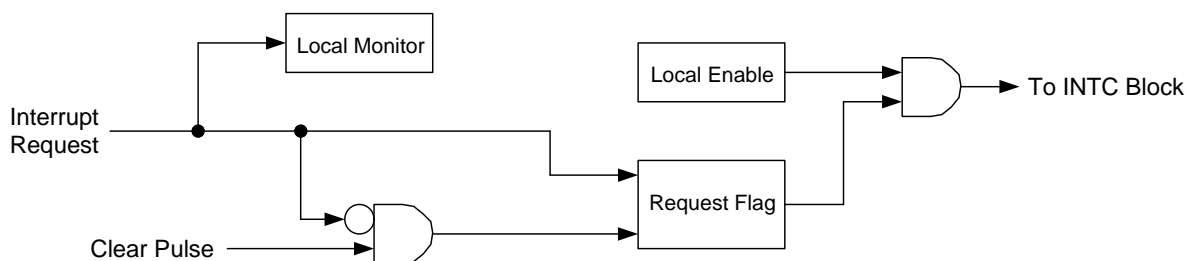 Local Monitor
Local Enable
To INTC Block
Interrupt
Request
Request Flag
Clear Pulse